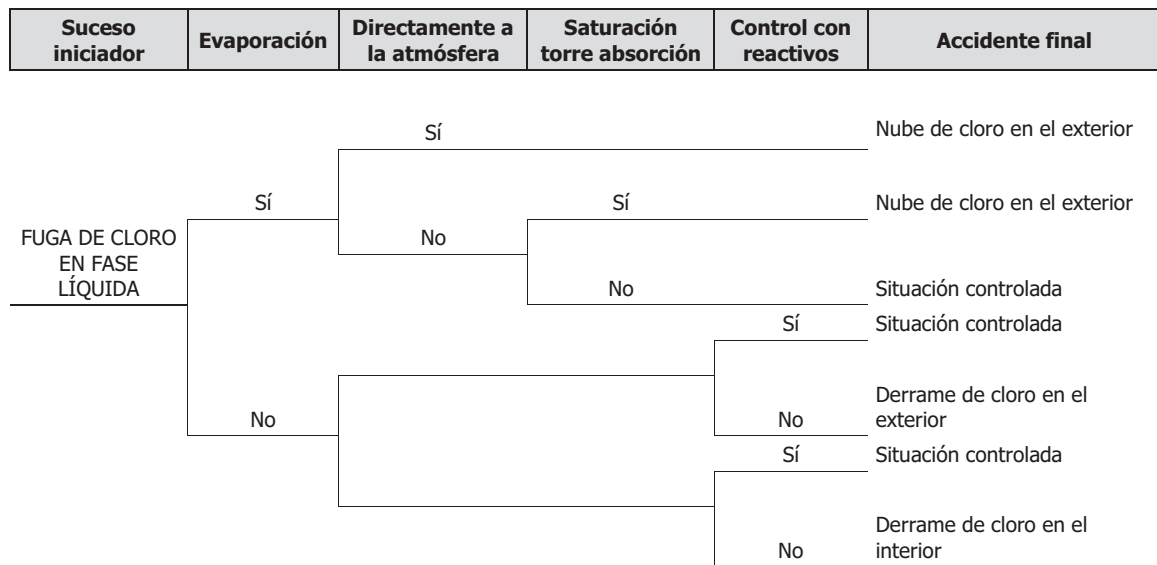 Suceso iniciador
Evaporación
Directamente a la atmósfera
Saturación torre absorción
Control con reactivos
Accidente final
Sí
Nube de cloro en el exterior
Sí
Sí
Nube de cloro en el exterior
FUGA DE CLORO
EN FASE
LÍQUIDA
No
No
Situación controlada
Sí
Situación controlada
No
Derrame de cloro en el
exterior
No
Sí
Situación controlada
Derrame de cloro en el
interior
No